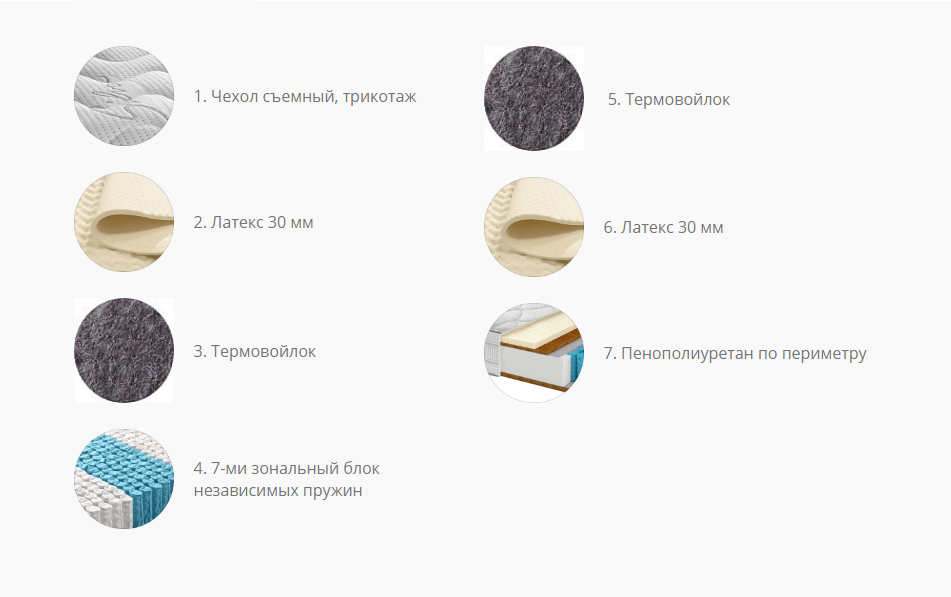 1. Чехол съемный, трикотаж
2. Латекс 30 мм
3. Термовойлок
4. 7-ми зональный блок
независимых пружин
5. Термовойлок
6. Латекс 30 мм
7. Пенополиуретан по периметру